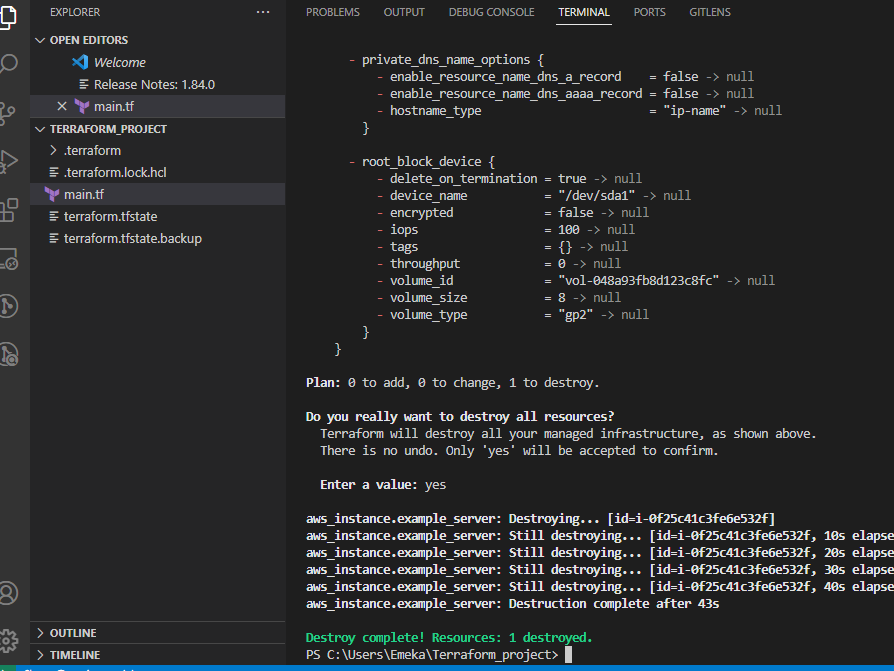 EXPLORER
OPEN EDITORS
Welcome
Release Notes: 1.84.0
main.tf
TERRAFORM_PROJECT
.terraform
.terraform.lock.hcl
main.tf
terraform.tfstate
terraform.tfstate.backup
OUTLINE
TIMELINE
PROBLEMS OUTPUT DEBUG CONSOLE TERMINAL PORTS GITLENS
- private_dns_name_options {
- enable_resource_name_dns_a_record = false -> null
- enable_resource_name_dns_aaaa_record = false -> null
- hostname_type = "ip-name" -> null
}
- root_block_device {
- delete_on_termination = true -> null
- device_name = "/dev/sda1" -> null
- encrypted = false -> null
- iops = 100 -> null
- tags = {} -> null
- throughput = 0 -> null
- volume_id = "vol-048a93fb8d123c8fc" -> null
- volume_size = 8 -> null
- volume_type = "gp2" -> null
}
}
Plan: 0 to add, 0 to change, 1 to destroy.
Do you really want to destroy all resources?
Terraform will destroy all your managed infrastructure, as shown above.
There is no undo. Only 'yes' will be accepted to confirm.
Enter a value: yes
aws_instance.example_server: Destroying... [id=i-0f25c41c3fe6e532f]
aws_instance.example_server: Still destroying... [id=i-0f25c41c3fe6e532f, 10s elapse
aws_instance.example_server: Still destroying... [id=i-0f25c41c3fe6e532f, 20s elapse
aws_instance.example_server: Still destroying... [id=i-0f25c41c3fe6e532f, 30s elapse
aws_instance.example_server: Still destroying... [id=i-0f25c41c3fe6e532f, 40s elapse
aws_instance.example_server: Destruction complete after 43s
Destroy complete! Resources: 1 destroyed.
PS C:\Users\Emeka\Terraform_project>